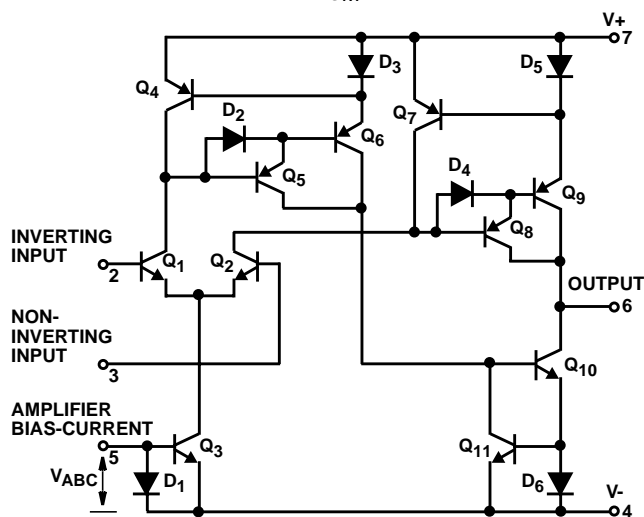 V+
7
D3
D5
Q4
D2
Q6
Q7
Q5
D4
Q9
Q8
INVERTING
INPUT
2
Q1
Q2
OUTPUT
6
NON-
INVERTING
INPUT
3
Q10
AMPLIFIER
BIAS-CURRENT
5
Q3
Q11
VABC
D1
D6
V-
4